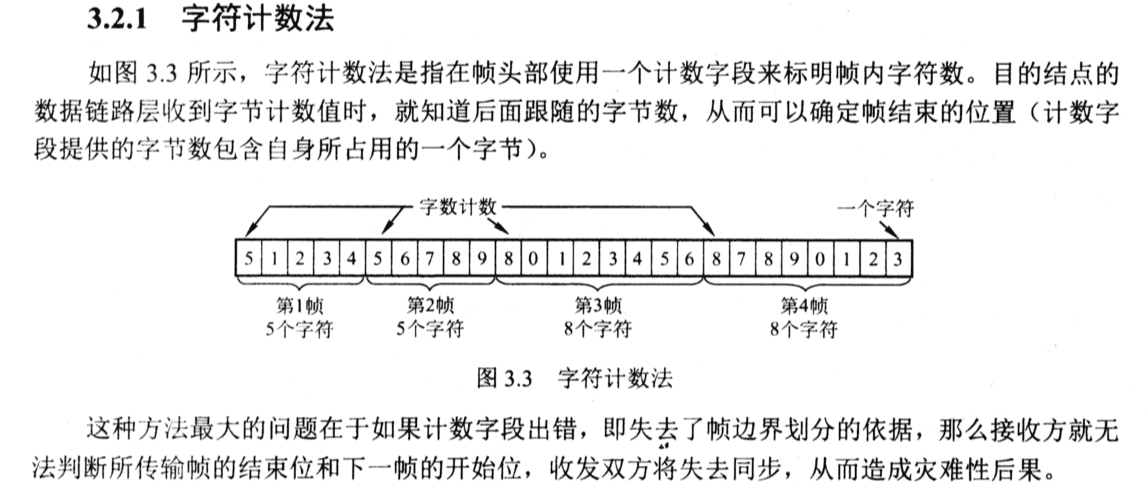 3.2.1 字符计数法
如图 3.3 所示，字符计数法是指在帧头部使用一个计数字段来标明帧内字符数。目的结点的
数据链路层收到字节计数值时，就知道后面跟随的字节数，从而可以确定帧结束的位置（计数字
段提供的字节数包含自身所占用的一个字节）。
字数计数 一个字符
5 1 2 3 4 5 6 7 8 9 8 0 1 2 3 4 5 6 8 7 8 9 0 1 2 3
第1帧 第2帧 第3帧 第4帧
5个字符 5个字符 8个字符 8个字符
图 3.3 字符计数法
这种方法最大的问题在于如果计数字段出错，即失去了帧边界划分的依据，那么接收方就无
法判断所传输帧的结束位和下一帧的开始位，收发双方将失去同步，从而造成灾难性后果。